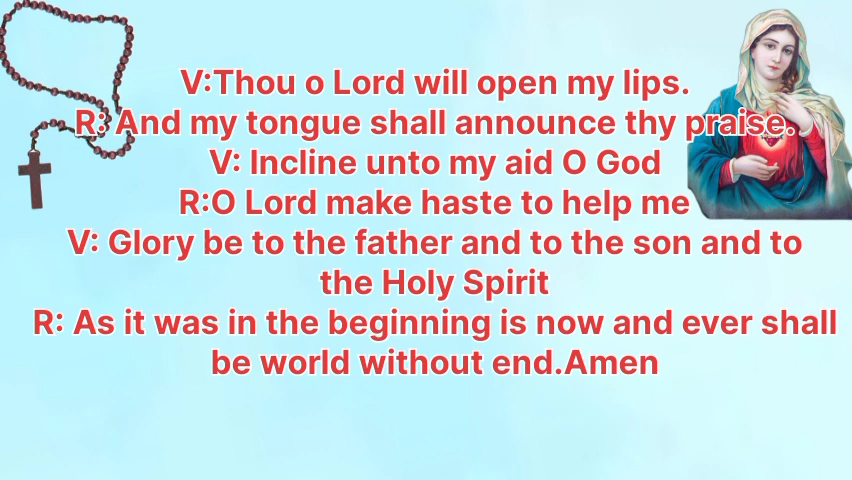 V:Thou o Lord will open my lips.
R: And my tongue shall announce thy praise.
V: Incline unto my aid O God
R:O Lord make haste to help me
V: Glory be to the father and to the son and to
the Holy Spirit
R: As it was in the beginning is now and ever shall
be world without end.Amen